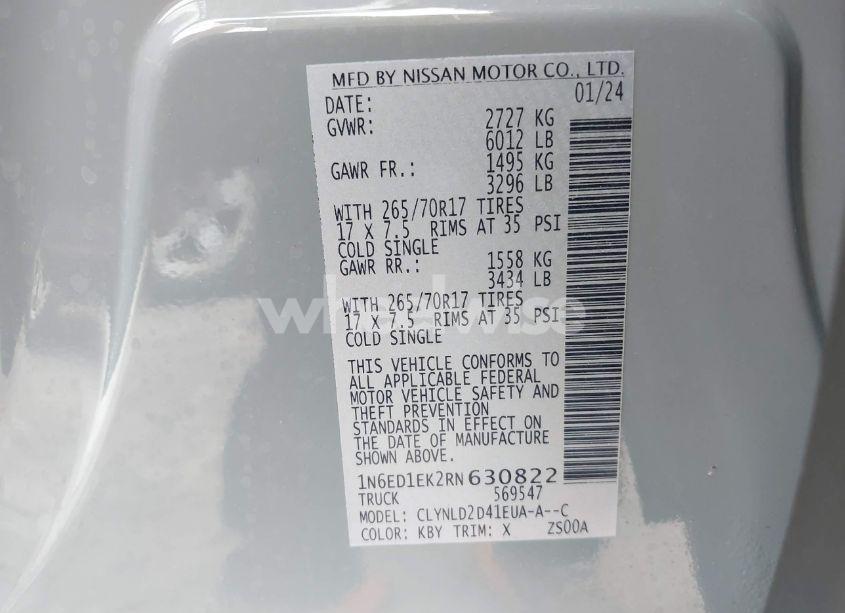 MFD BY NISSAN MOTOR CO., LTD.
DATE: 01/24
GVWR: 2727 KG
6012 LB
GAWR FR.: 1495 KG
3296 LB
WITH 265/70R17 TIRES
17 X 7.5 RIMS AT 35 PSI
COLD SINGLE
GAWR RR.: 1558 KG
3434 LB
WITH 265/70R17 TIRES
17 X 7.5 RIMS AT 35 PSI
COLD SINGLE
THIS VEHICLE CONFORMS TO
ALL APPLICABLE FEDERAL
MOTOR VEHICLE SAFETY AND
THEFT PREVENTION
STANDARDS IN EFFECT ON
THE DATE OF MANUFACTURE
SHOWN ABOVE.
1N6ED1EK2RN630822
TRUCK 569547
MODEL: CLYNLD2D41EUA-A--C
COLOR: KBY TRIM: X ZS00A
wheelwise